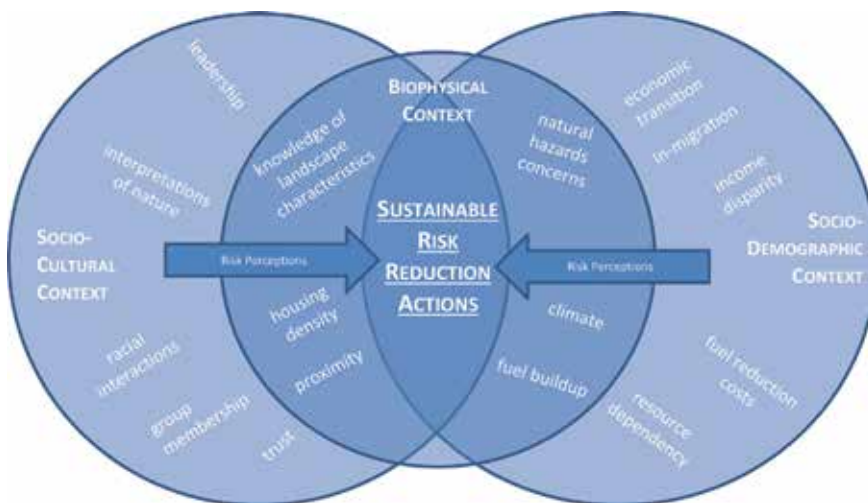 leadership
interpretations
of nature
SOCIO-
CULTURAL
CONTEXT
racial
interactions
group
membership
trust
BIOPHYSICAL
CONTEXT
knowledge of
landscape
characteristics
Risk Perceptions
housing
density
proximity
SUSTAINABLE
RISK
REDUCTION
ACTIONS
natural
hazards
concerns
Risk Perceptions
climate
fuel buildup
economic
transition
in-migration
income
disparity
SOCIO-
DEMOGRAPHIC
CONTEXT
fuel reduction
costs
resource
dependency